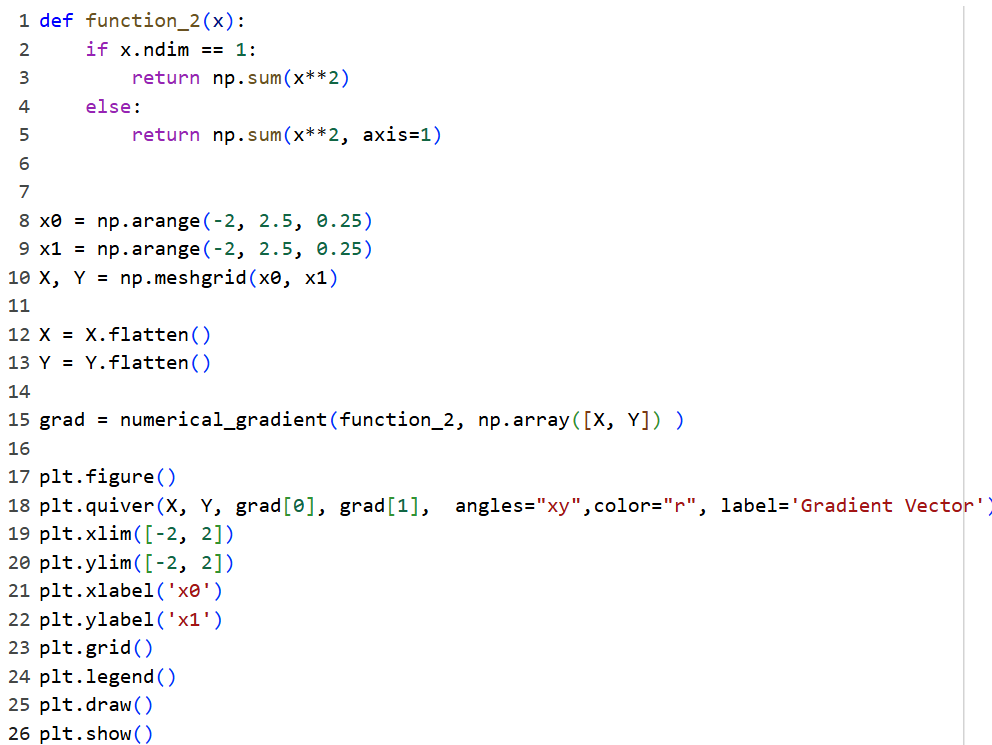 1 def function_2(x):
2     if x.ndim == 1:
3         return np.sum(x**2)
4     else:
5         return np.sum(x**2, axis=1)
6
7
8 x0 = np.arange(-2, 2.5, 0.25)
9 x1 = np.arange(-2, 2.5, 0.25)
10 X, Y = np.meshgrid(x0, x1)
11
12 X = X.flatten()
13 Y = Y.flatten()
14
15 grad = numerical_gradient(function_2, np.array([X, Y]) )
16
17 plt.figure()
18 plt.quiver(X, Y, grad[0], grad[1],  angles="xy",color="r", label='Gradient Vector')
19 plt.xlim([-2, 2])
20 plt.ylim([-2, 2])
21 plt.xlabel('x0')
22 plt.ylabel('x1')
23 plt.grid()
24 plt.legend()
25 plt.draw()
26 plt.show()